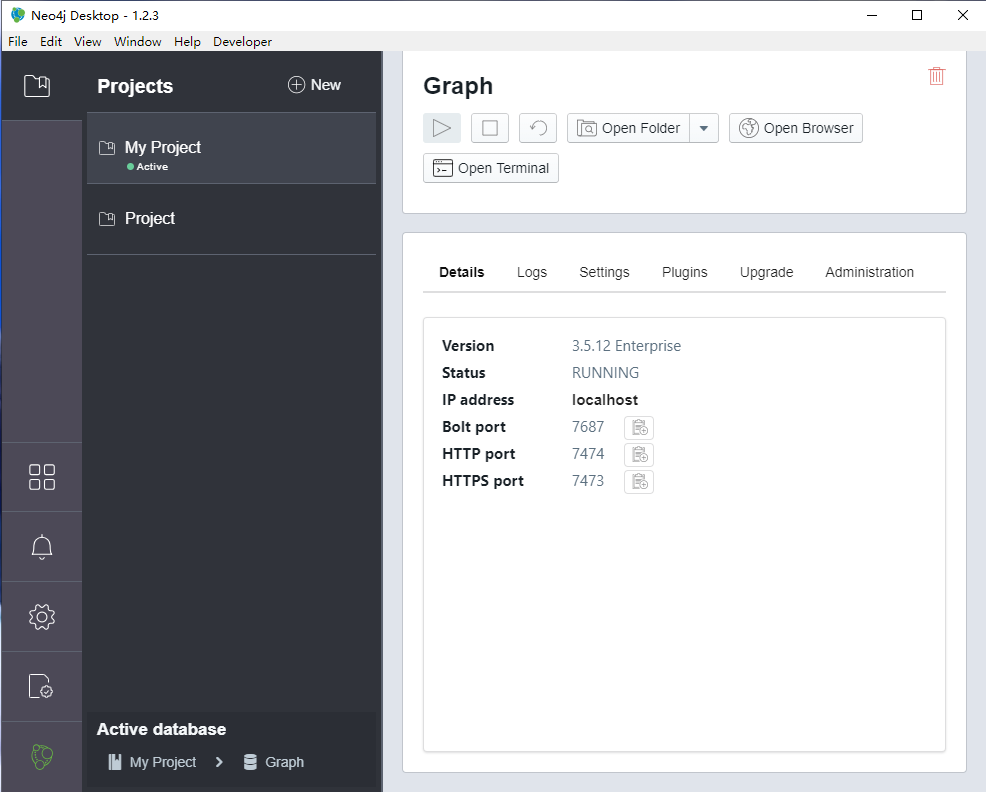 Neo4j Desktop - 1.2.3
File Edit View Window Help Developer
Projects
New
My Project
Active
Project
Active database
My Project > Graph
Graph
Open Folder
Open Browser
Open Terminal
Details Logs Settings Plugins Upgrade Administration
Version 3.5.12 Enterprise
Status RUNNING
IP address localhost
Bolt port 7687
HTTP port 7474
HTTPS port 7473